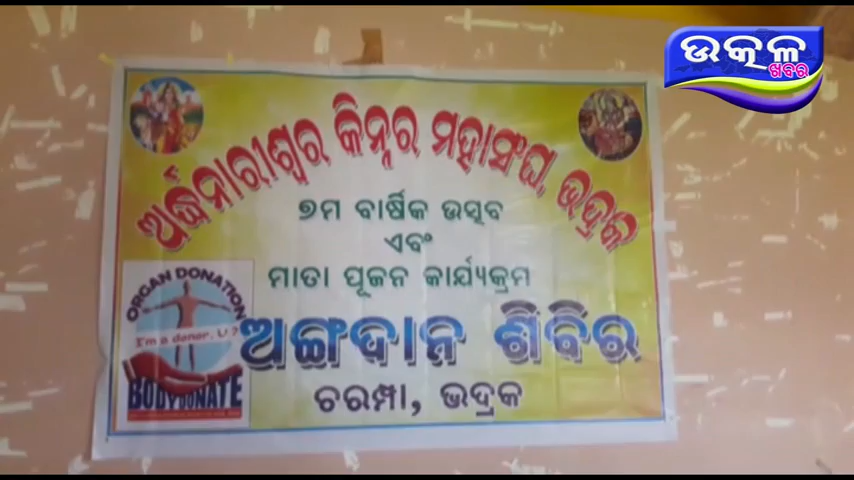 ଉତ୍କଳ
ଖବର
ଅର୍ଦ୍ଧନାରୀଶ୍ୱର କିନ୍ନର ମହାସଂଘ, ଭଦ୍ରକ
୭ମ ବାର୍ଷିକ ଉତ୍ସବ
ଏବଂ
ମାତା ପୂଜନ କାର୍ଯ୍ୟକ୍ରମ
ORGAN DONATION
I'm a donor, U ?
BODY DONATE
ଅଙ୍ଗଦାନ ଶିବିର
ଚରମ୍ପା, ଭଦ୍ରକ